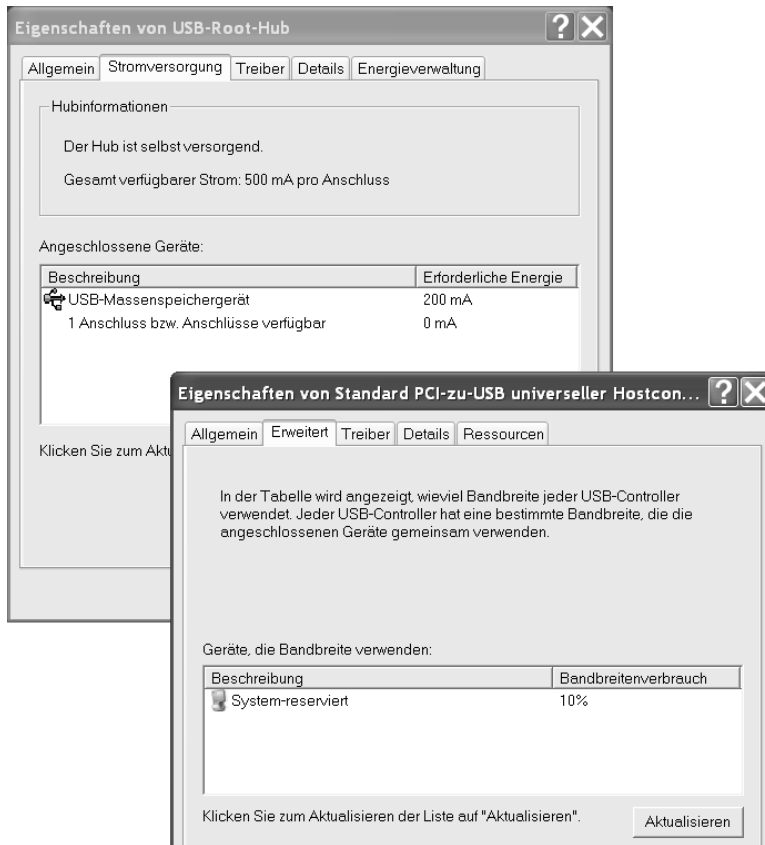 Eigenschaften von USB-Root-Hub
Allgemein Stromversorgung Treiber Details Energieverwaltung
Hubinformationen
Der Hub ist selbst versorgend.
Gesamt verfügbarer Strom: 500 mA pro Anschluss
Angeschlossene Geräte:
Beschreibung Erforderliche Energie
USB-Massenspeichergerät 200 mA
1 Anschluss bzw. Anschlüsse verfügbar 0 mA
Klicken Sie zum Aktu
Eigenschaften von Standard PCI-zu-USB universeller Hostcon...
Allgemein Erweitert Treiber Details Ressourcen
In der Tabelle wird angezeigt, wieviel Bandbreite jeder USB-Controller
verwendet. Jeder USB-Controller hat eine bestimmte Bandbreite, die die
angeschlossenen Geräte gemeinsam verwenden.
Geräte, die Bandbreite verwenden:
Beschreibung Bandbreitenverbrauch
System-reserviert 10%
Klicken Sie zum Aktualisieren der Liste auf "Aktualisieren".
Aktualisieren